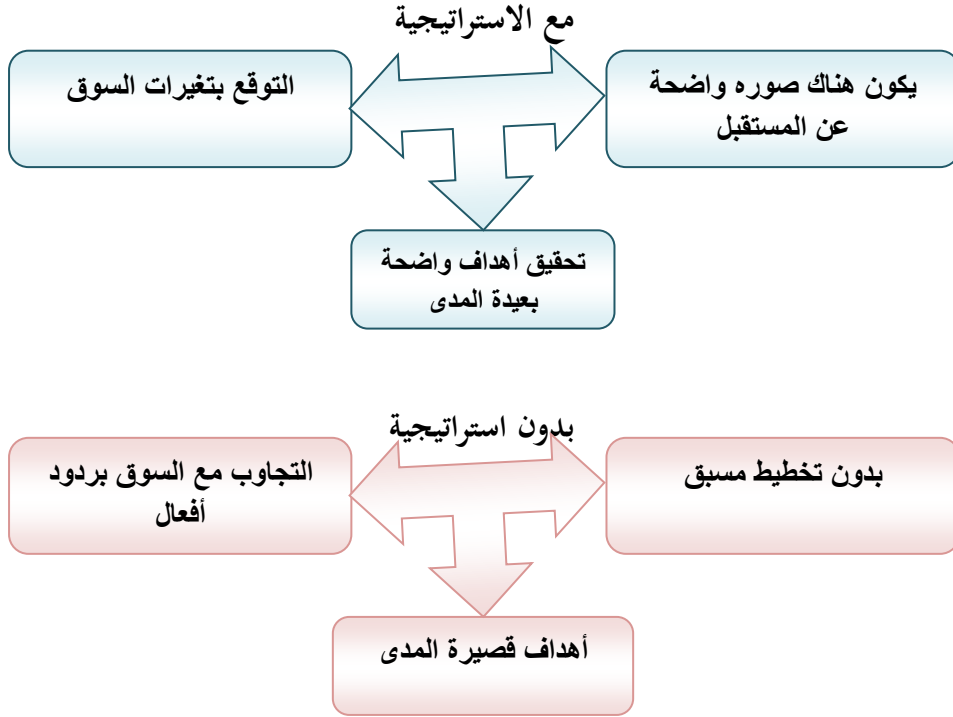 مع الاستراتيجية
يكون هناك صوره واضحة
عن المستقبل
التوقع بتغيرات السوق
تحقيق أهداف واضحة
بعيدة المدى
بدون استراتيجية
بدون تخطيط مسبق
التجاوب مع السوق بردود
أفعال
أهداف قصيرة المدى